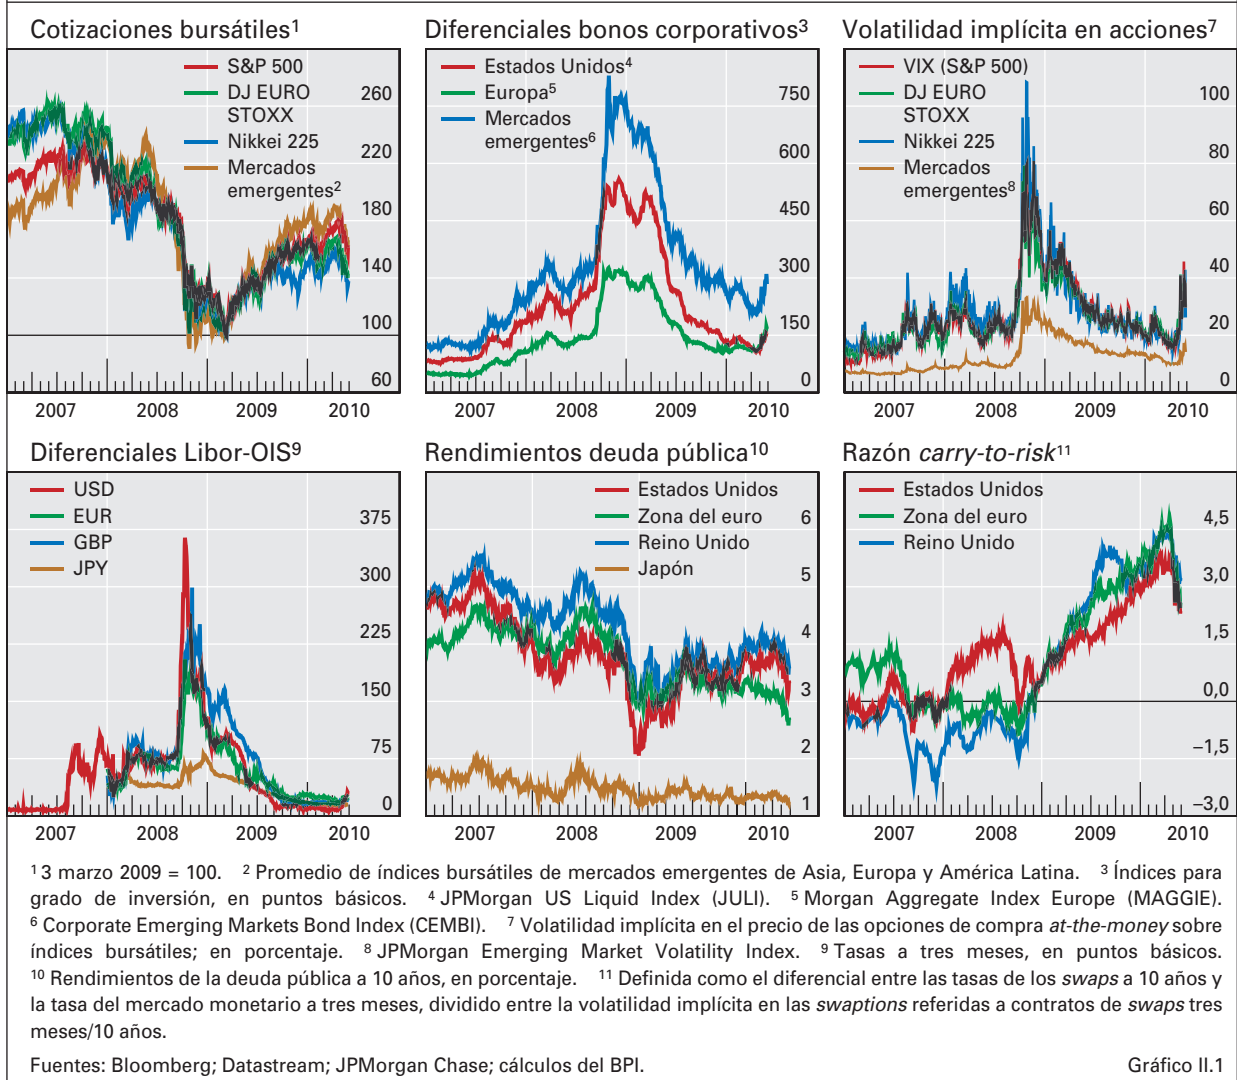 Cotizaciones bursátiles¹
S&P 500
DJ EURO
STOXX
Nikkei 225
Mercados
emergentes²
260
220
180
140
100
60
2007 2008 2009 2010
Diferenciales bonos corporativos³
Estados Unidos⁴
Europa⁵
Mercados
emergentes⁶
750
600
450
300
150
0
2007 2008 2009 2010
Volatilidad implícita en acciones⁷
VIX (S&P 500)
DJ EURO
STOXX
Nikkei 225
Mercados
emergentes⁸
100
80
60
40
20
0
2007 2008 2009 2010
Diferenciales Libor-OIS⁹
USD
EUR
GBP
JPY
375
300
225
150
75
0
2007 2008 2009 2010
Rendimientos deuda pública¹⁰
Estados Unidos
Zona del euro
Reino Unido
Japón
6
5
4
3
2
1
2007 2008 2009 2010
Razón carry-to-risk¹¹
Estados Unidos
Zona del euro
Reino Unido
4,5
3,0
1,5
0,0
–1,5
–3,0
2007 2008 2009 2010
¹ 3 marzo 2009 = 100. ² Promedio de índices bursátiles de mercados emergentes de Asia, Europa y América Latina. ³ Índices para
grado de inversión, en puntos básicos. ⁴ JPMorgan US Liquid Index (JULI). ⁵ Morgan Aggregate Index Europe (MAGGIE).
⁶ Corporate Emerging Markets Bond Index (CEMBI). ⁷ Volatilidad implícita en el precio de las opciones de compra at-the-money sobre
índices bursátiles; en porcentaje. ⁸ JPMorgan Emerging Market Volatility Index. ⁹ Tasas a tres meses, en puntos básicos.
¹⁰ Rendimientos de la deuda pública a 10 años, en porcentaje. ¹¹ Definida como el diferencial entre las tasas de los swaps a 10 años y
la tasa del mercado monetario a tres meses, dividido entre la volatilidad implícita en las swaptions referidas a contratos de swaps tres
meses/10 años.
Fuentes: Bloomberg; Datastream; JPMorgan Chase; cálculos del BPI. Gráfico II.1